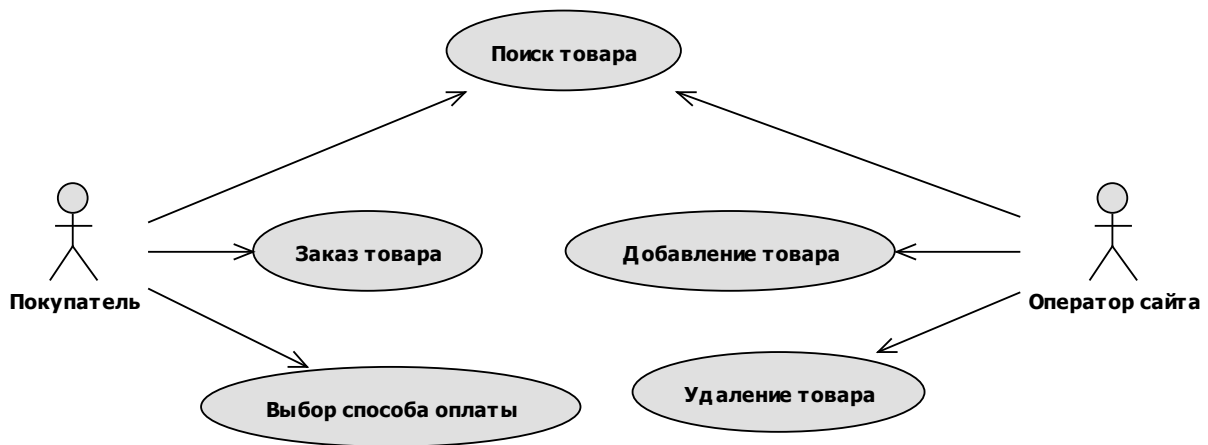 Поиск товара
Заказ товара
Добавление товара
Покупатель
Оператор сайта
Выбор способа оплаты
Удаление товара